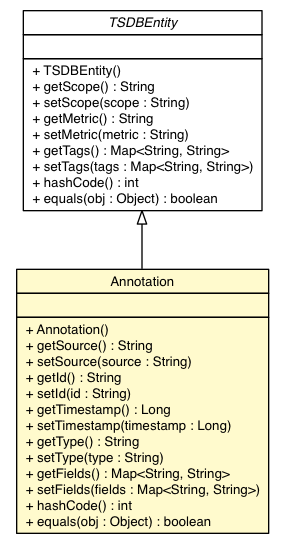 TSDBEntity
+ TSDBEntity()
+ getScope() : String
+ setScope(scope : String)
+ getMetric() : String
+ setMetric(metric : String)
+ getTags() : Map<String, String>
+ setTags(tags : Map<String, String>)
+ hashCode() : int
+ equals(obj : Object) : boolean
Annotation
+ Annotation()
+ getSource() : String
+ setSource(source : String)
+ getId() : String
+ setId(id : String)
+ getTimestamp() : Long
+ setTimestamp(timestamp : Long)
+ getType() : String
+ setType(type : String)
+ getFields() : Map<String, String>
+ setFields(fields : Map<String, String>)
+ hashCode() : int
+ equals(obj : Object) : boolean